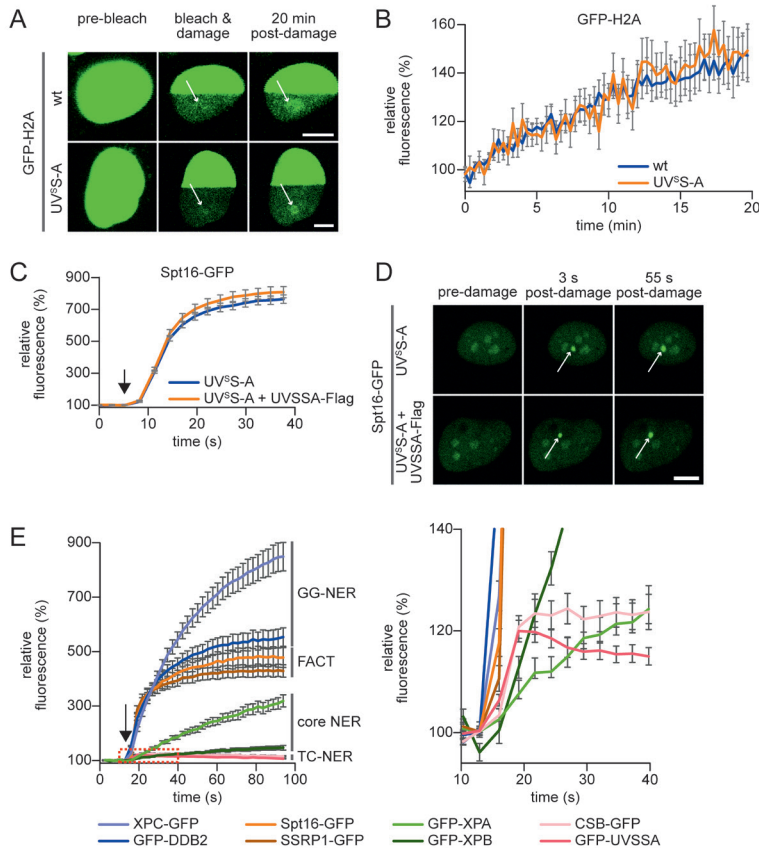 A
pre-bleach
bleach & damage
20 min post-damage
GFP-H2A
wt
UVˢS-A
B
GFP-H2A
relative fluorescence (%)
140
120
100
0 5 10 15 20
time (min)
wt
UVˢS-A
C
Spt16-GFP
relative fluorescence (%)
900
700
500
300
100
0 10 20 30 40
time (s)
UVˢS-A
UVˢS-A + UVSSA-Flag
D
pre-damage
3 s post-damage
55 s post-damage
Spt16-GFP
UVˢS-A
UVˢS-A + UVSSA-Flag
E
relative fluorescence (%)
900
700
500
300
100
0 20 40 60 80 100
time (s)
GG-NER
FACT
core NER
TC-NER
relative fluorescence (%)
140
120
100
10 20 30 40
time (s)
XPC-GFP
Spt16-GFP
GFP-XPA
CSB-GFP
GFP-DDB2
SSRP1-GFP
GFP-XPB
GFP-UVSSA